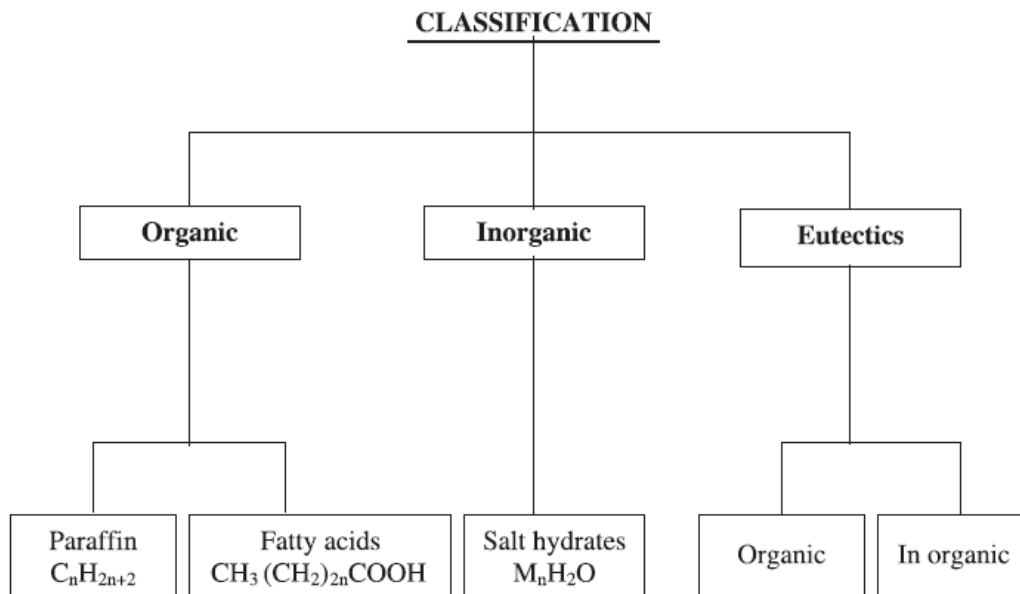 CLASSIFICATION
Organic
Inorganic
Eutectics
Paraffin
CₙH₂ₙ₊₂
Fatty acids
CH₃ (CH₂)₂ₙCOOH
Salt hydrates
MₙH₂O
Organic
In organic